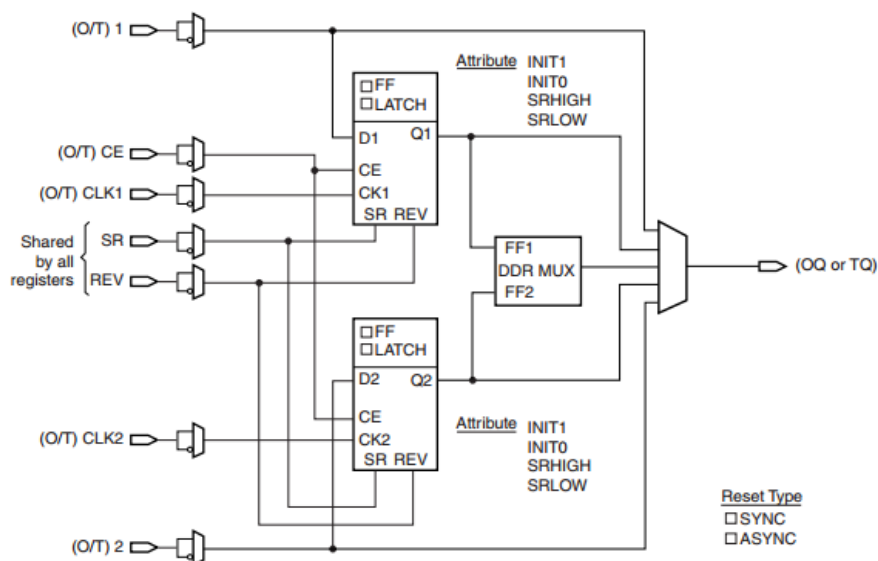 (O/T) 1
Attribute INIT1
INIT0
SRHIGH
SRLOW
FF
LATCH
D1 Q1
CE
CK1
SR REV
(O/T) CE
(O/T) CLK1
Shared
by all
registers
SR
REV
FF1
DDR MUX
FF2
(OQ or TQ)
FF
LATCH
D2 Q2
CE
CK2
SR REV
(O/T) CLK2
Attribute INIT1
INIT0
SRHIGH
SRLOW
Reset Type
SYNC
ASYNC
(O/T) 2